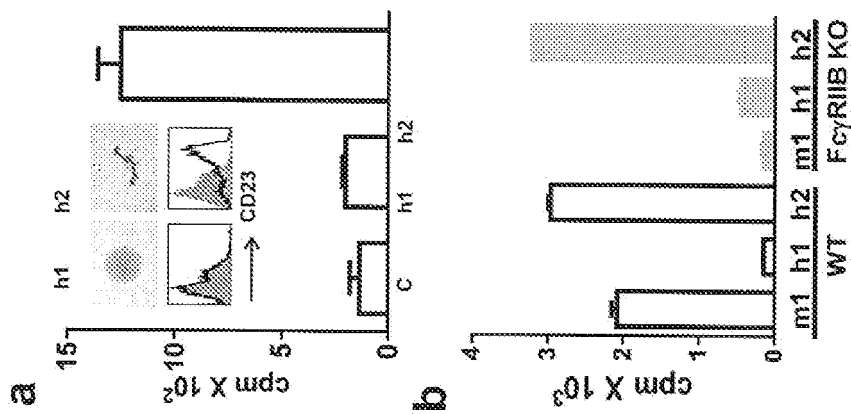 a
cpm X 10²
15
10
5
0
h1
h2
CD23
C
h1
h2
b
cpm X 10³
4
3
2
1
0
m1 h1 h2
m1 h1 h2
WT
FcγRIIB KO